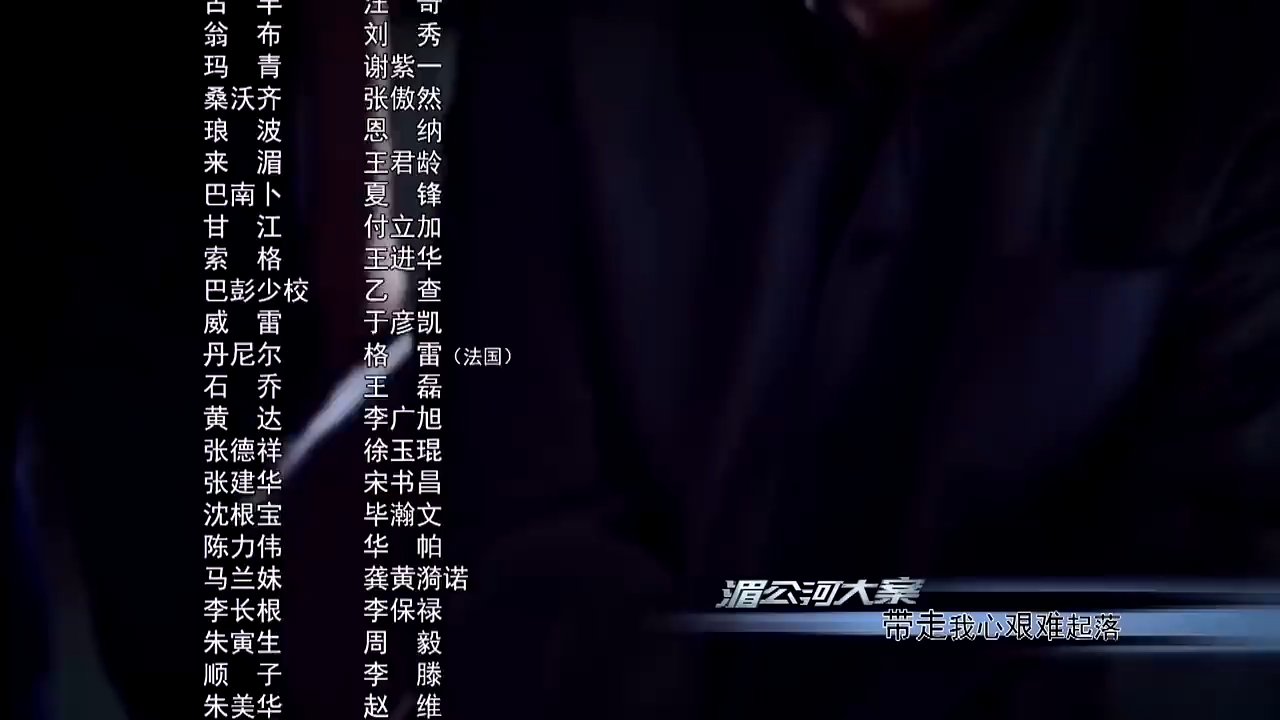 翁 布 刘 秀
玛 青 谢紫一
桑沃齐 张傲然
琅 波 恩 纳
来 湄 王君龄
巴南卜 夏 锋
甘 江 付立加
索 格 王进华
巴彭少校 乙 查
威 雷 于彦凯
丹尼尔 格 雷（法国）
石 乔 王 磊
黄 达 李广旭
张德祥 徐玉琨
张建华 宋书昌
沈根宝 毕瀚文
陈力伟 华 帕
马兰妹 龚黄漪诺
李长根 李保禄
朱寅生 周 毅
顺 子 李 滕
朱美华 赵 维
湄公河大案
带走我心艰难起落